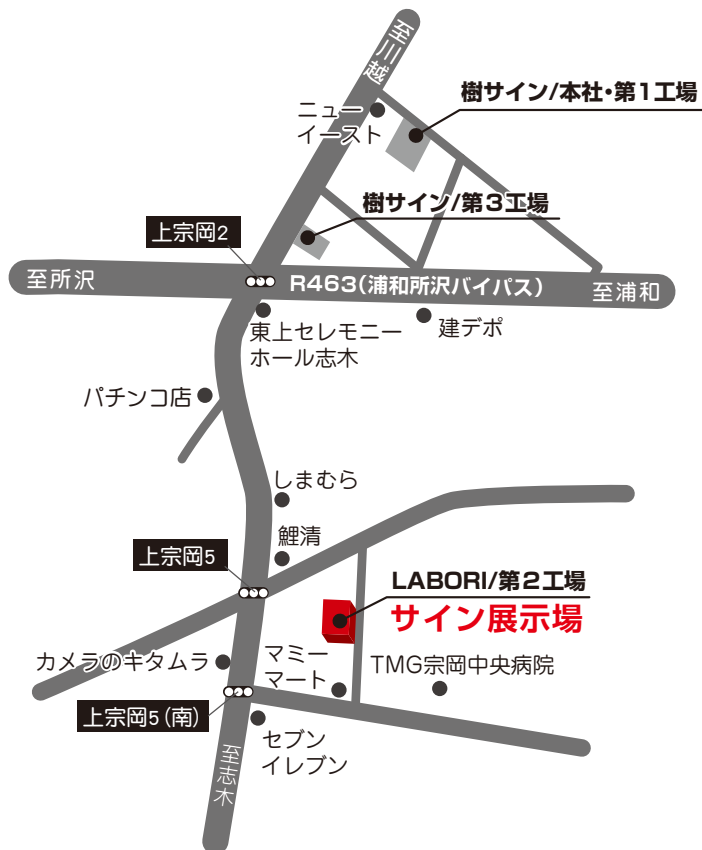 至川越
樹サイン/本社・第1工場
ニュー
イースト
樹サイン/第3工場
上宗岡2
至所沢
R463(浦和所沢バイパス)
至浦和
東上セレモニー
ホール志木
建デポ
パチンコ店
しまむら
鯉清
上宗岡5
LABORI/第2工場
サイン展示場
カメラのキタムラ
マミー
マート
TMG宗岡中央病院
上宗岡5(南)
セブン
イレブン
至志木